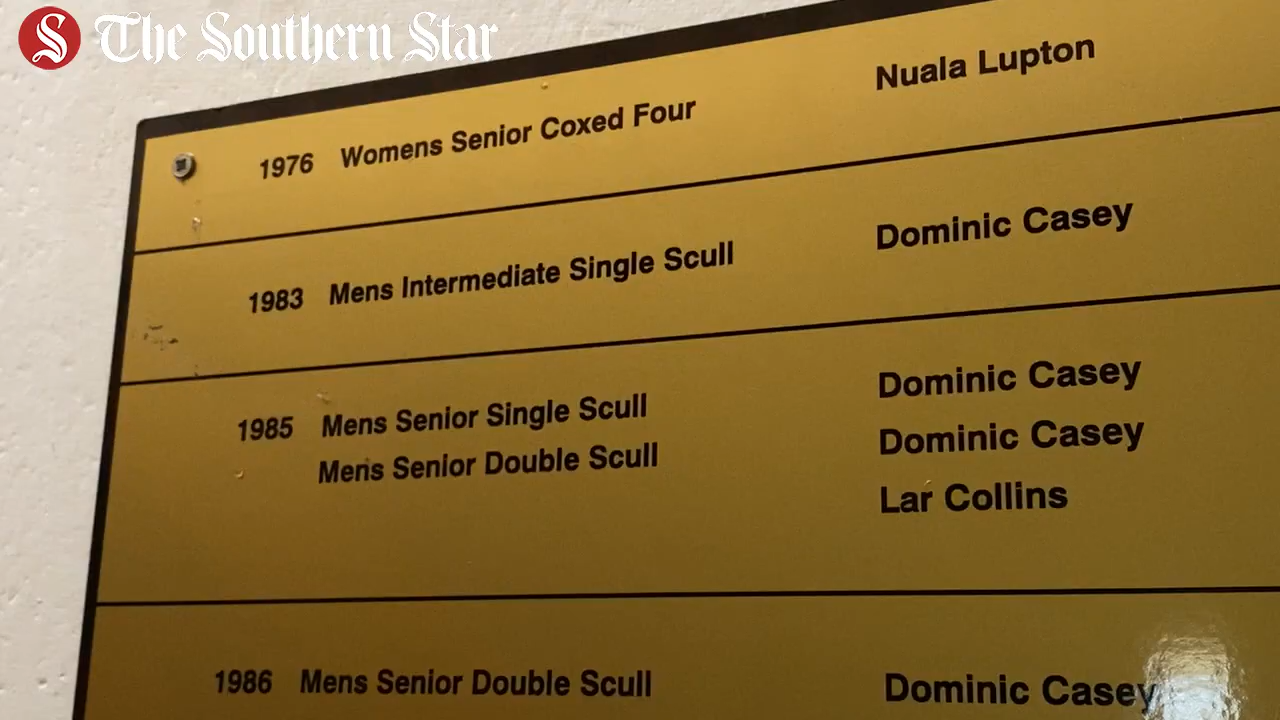 S The Southern Star
1976 Womens Senior Coxed Four Nuala Lupton
1983 Mens Intermediate Single Scull Dominic Casey
1985 Mens Senior Single Scull Dominic Casey
Mens Senior Double Scull Dominic Casey
Lar Collins
1986 Mens Senior Double Scull Dominic Casey